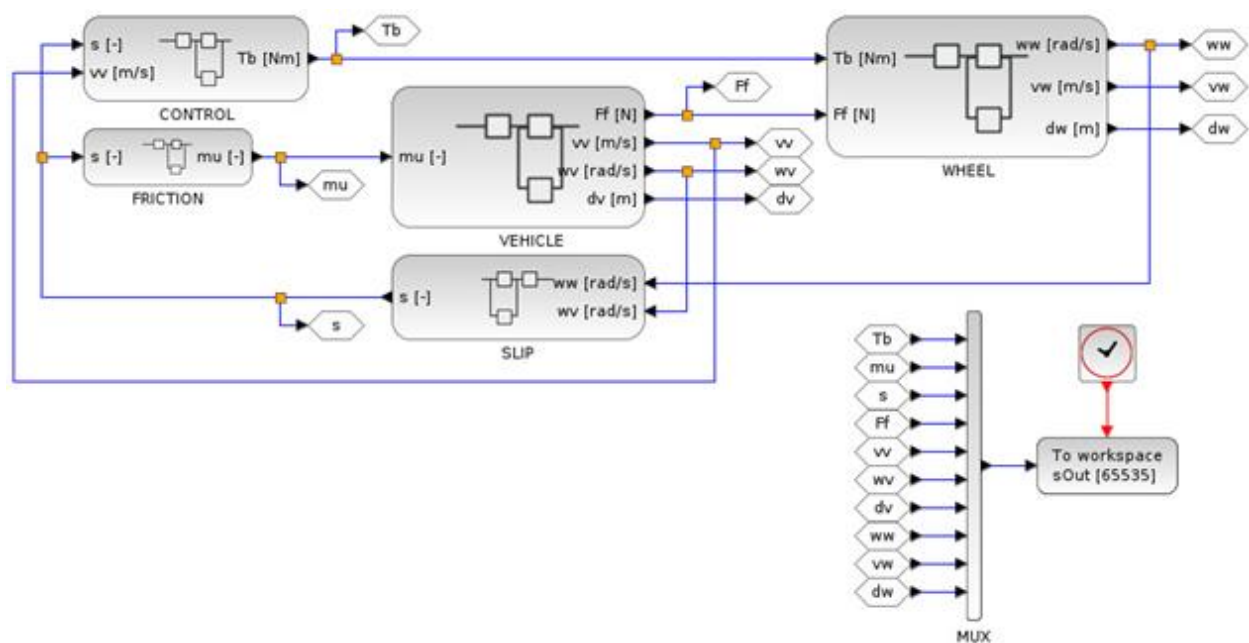 s [-]
vv [m/s]
Tb [Nm]
CONTROL
Tb
s [-]
mu [-]
FRICTION
mu
mu [-]
Ff [N]
vv [m/s]
wv [rad/s]
dv [m]
VEHICLE
Ff
vv
wv
dv
Tb [Nm]
Ff [N]
ww [rad/s]
vw [m/s]
dw [m]
WHEEL
ww
vw
dw
s [-]
ww [rad/s]
wv [rad/s]
SLIP
s
Tb
mu
s
Ff
vv
wv
dv
ww
vw
dw
MUX
To workspace
sOut [65535]